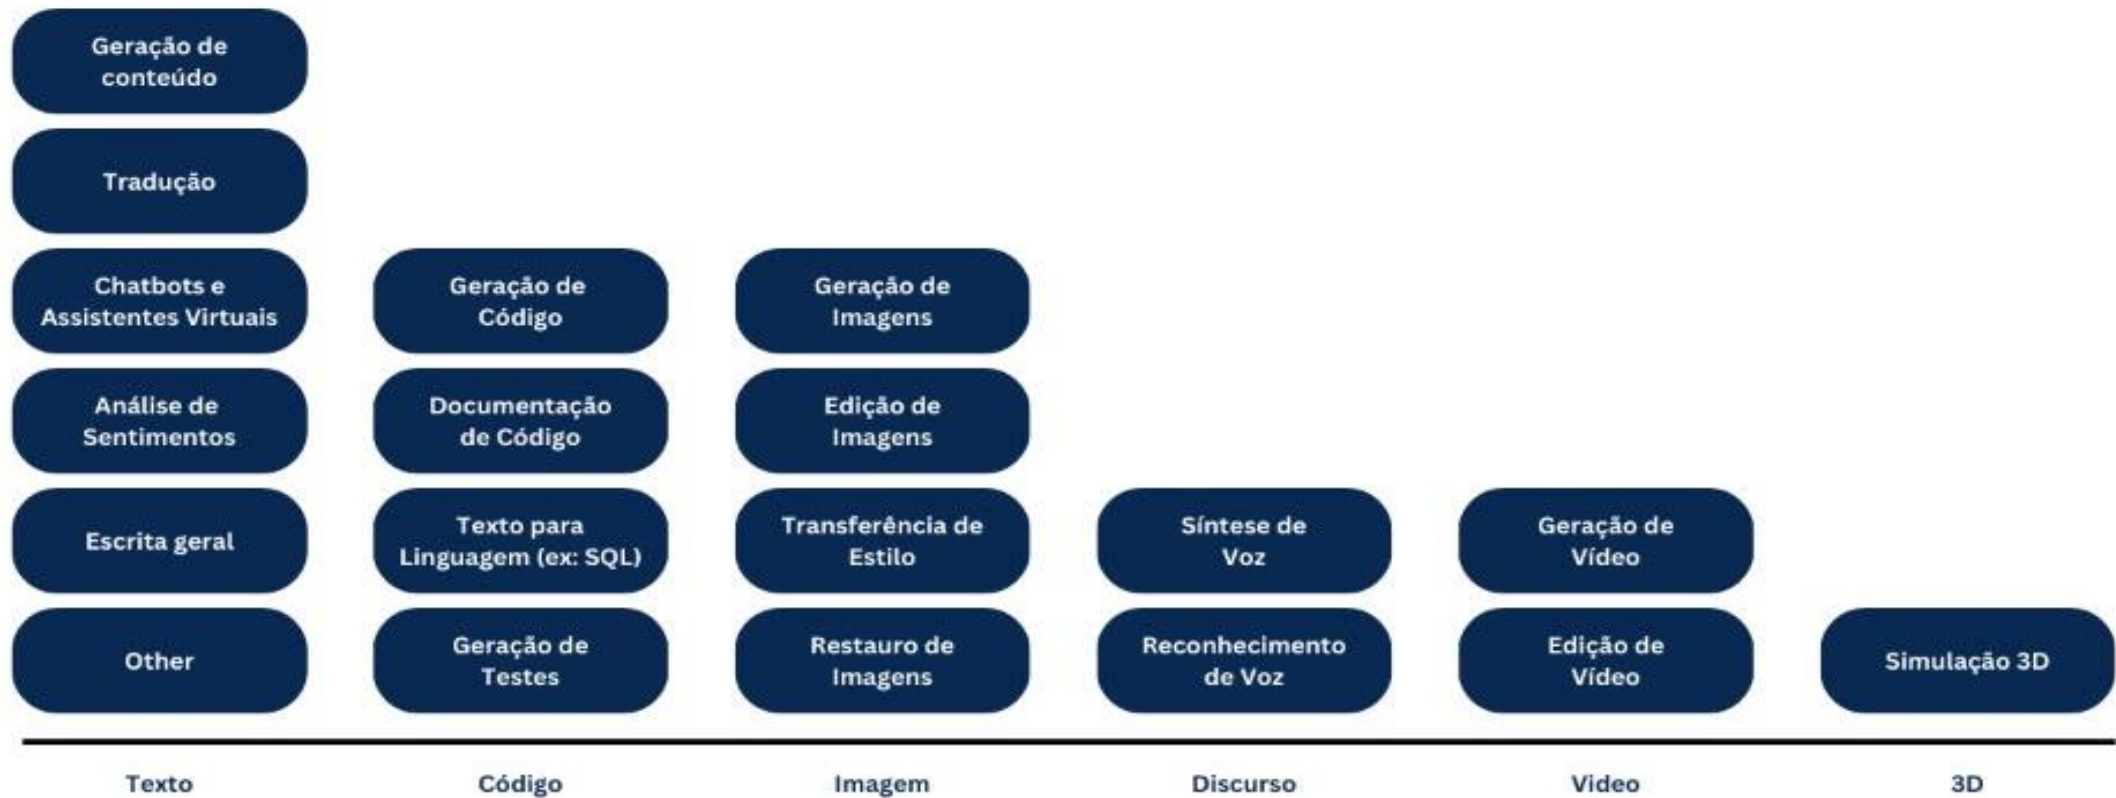 Geração de
conteúdo
Tradução
Chatbots e
Assistentes Virtuais
Geração de
Código
Geração de
Imagens
Análise de
Sentimentos
Documentação
de Código
Edição de
Imagens
Escrita geral
Texto para
Linguagem (ex: SQL)
Transferência de
Estilo
Síntese de
Voz
Geração de
Vídeo
Other
Geração de
Testes
Restauro de
Imagens
Reconhecimento
de Voz
Edição de
Vídeo
Simulação 3D
Texto
Código
Imagem
Discurso
Video
3D